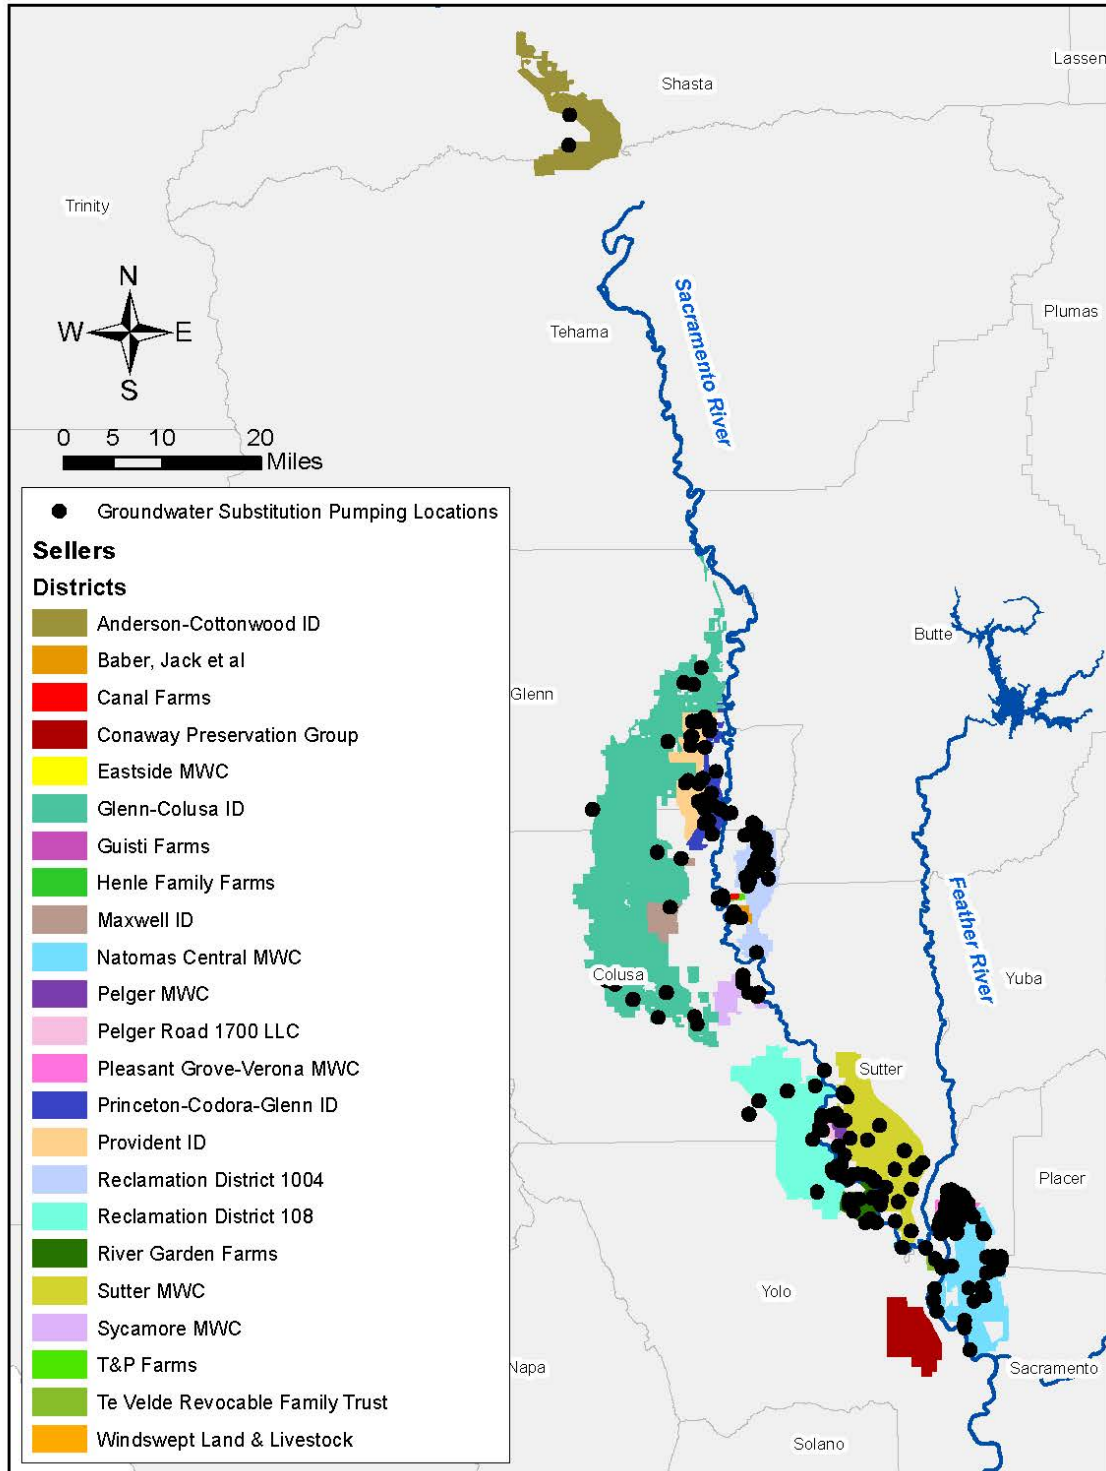 Lassen
Shasta
Trinity
N
W E
S
Sacramento River
Plumas
Tehama
0 5 10 20
Miles
Groundwater Substitution Pumping Locations
Sellers
Districts
Anderson-Cottonwood ID
Baber, Jack et al
Canal Farms
Conaway Preservation Group
Eastside MWC
Glenn-Colusa ID
Guisti Farms
Henle Family Farms
Maxwell ID
Natomas Central MWC
Pelger MWC
Pelger Road 1700 LLC
Pleasant Grove-Verona MWC
Princeton-Codora-Glenn ID
Provident ID
Reclamation District 1004
Reclamation District 108
River Garden Farms
Sutter MWC
Sycamore MWC
T&P Farms
Te Velde Revocable Family Trust
Windswept Land & Livestock
Butte
Glenn
Feather River
Colusa
Yuba
Sutter
Placer
Yolo
Napa
Sacramento
Solano